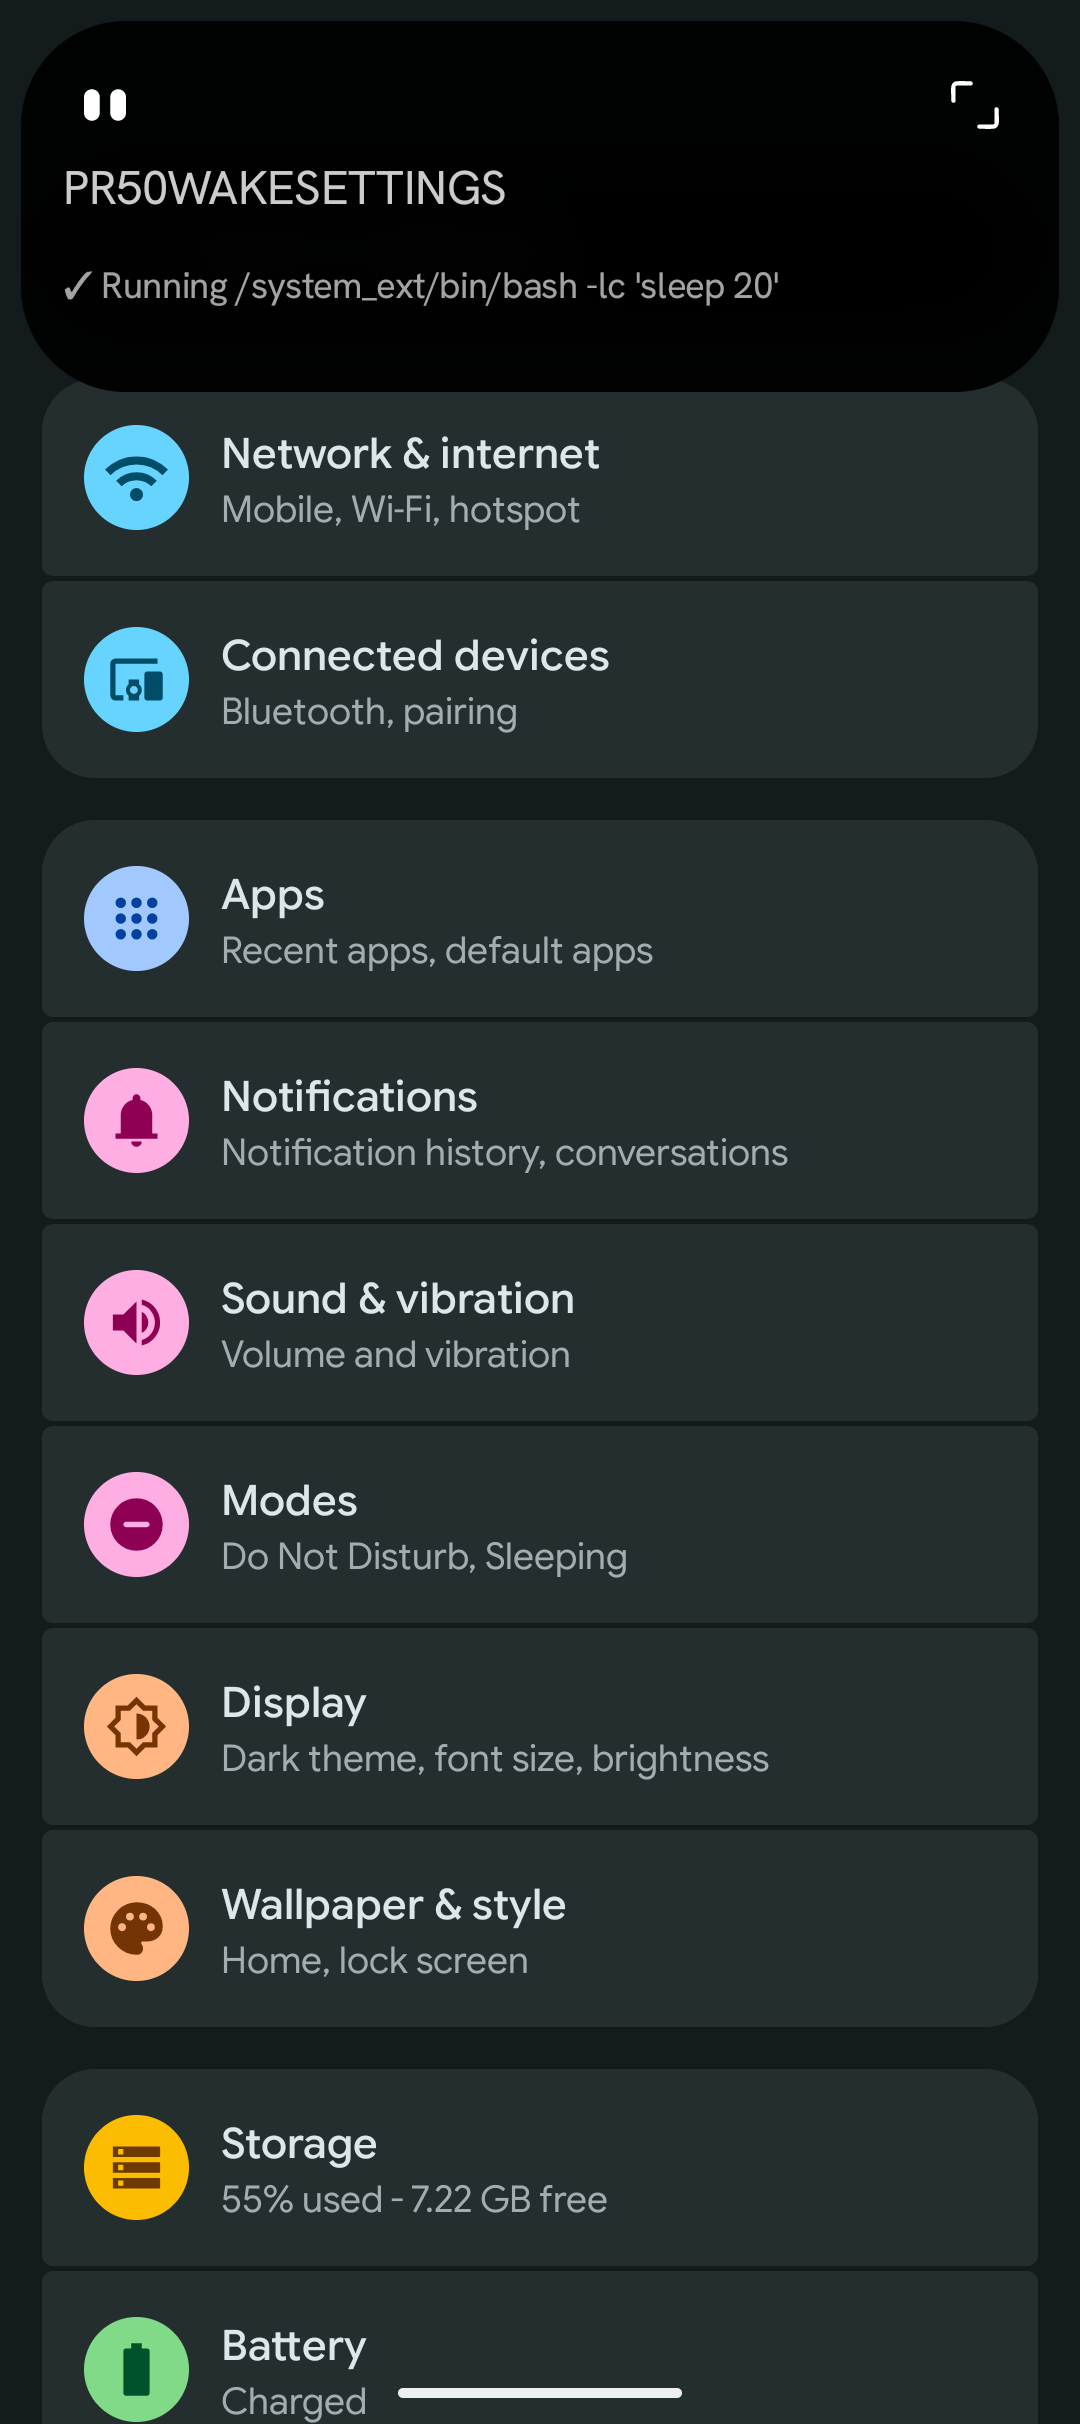 PR50WAKESETTINGS
✓ Running /system_ext/bin/bash -lc 'sleep 20'
Network & internet
Mobile, Wi-Fi, hotspot
Connected devices
Bluetooth, pairing
Apps
Recent apps, default apps
Notifications
Notification history, conversations
Sound & vibration
Volume and vibration
Modes
Do Not Disturb, Sleeping
Display
Dark theme, font size, brightness
Wallpaper & style
Home, lock screen
Storage
55% used - 7.22 GB free
Battery
Charged